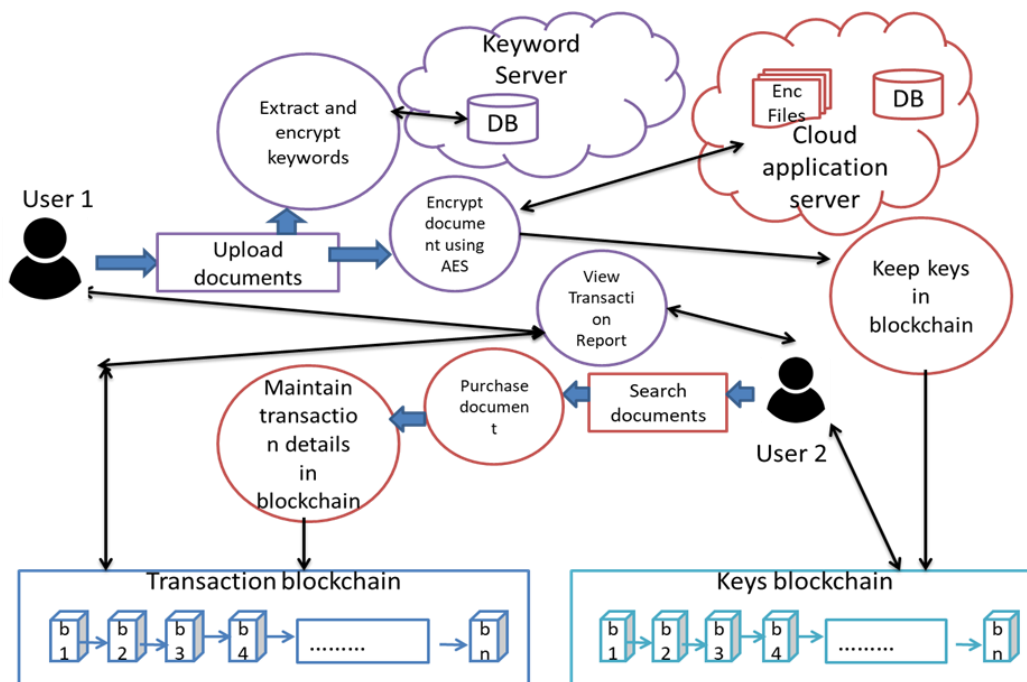 Keyword
Server
DB
Extract and
encrypt
keywords
Enc
Files
DB
Cloud
application
server
User 1
Upload
documents
Encrypt
docume
nt using
AES
View
Transacti
on
Report
Keep keys
in
blockchain
Maintain
transactio
n details
in
blockchain
Purchase
documen
t
Search
documents
User 2
Transaction blockchain
b
1
b
2
b
3
b
4
.........
b
n
Keys blockchain
b
1
b
2
b
3
b
4
.........
b
n